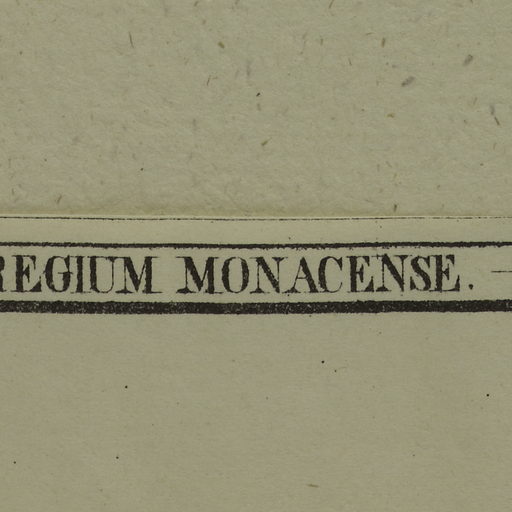 REGIUM MONACENSE. —